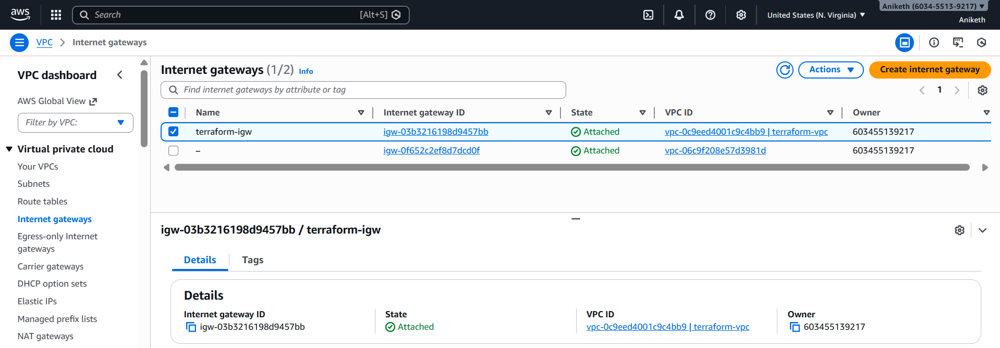 aws
Search [Alt+S]
United States (N. Virginia)
Aniketh (6034-5513-9217)
Aniketh
VPC > Internet gateways
VPC dashboard
AWS Global View
Filter by VPC:
Virtual private cloud
Your VPCs
Subnets
Route tables
Internet gateways
Egress-only Internet
gateways
Carrier gateways
DHCP option sets
Elastic IPs
Managed prefix lists
NAT gateways
Internet gateways (1/2) Info
Actions
Create internet gateway
Find internet gateways by attribute or tag
1
Name Internet gateway ID State VPC ID Owner
terraform-igw igw-03b3216198d9457bb Attached vpc-0c9eed4001c9c4bb9 | terraform-vpc 603455139217
– igw-0f652c2ef8d7dcd0f Attached vpc-06c9f208e57d3981d 603455139217
igw-03b3216198d9457bb / terraform-igw
Details Tags
Details
Internet gateway ID State VPC ID Owner
igw-03b3216198d9457bb Attached vpc-0c9eed4001c9c4bb9 | terraform-vpc 603455139217